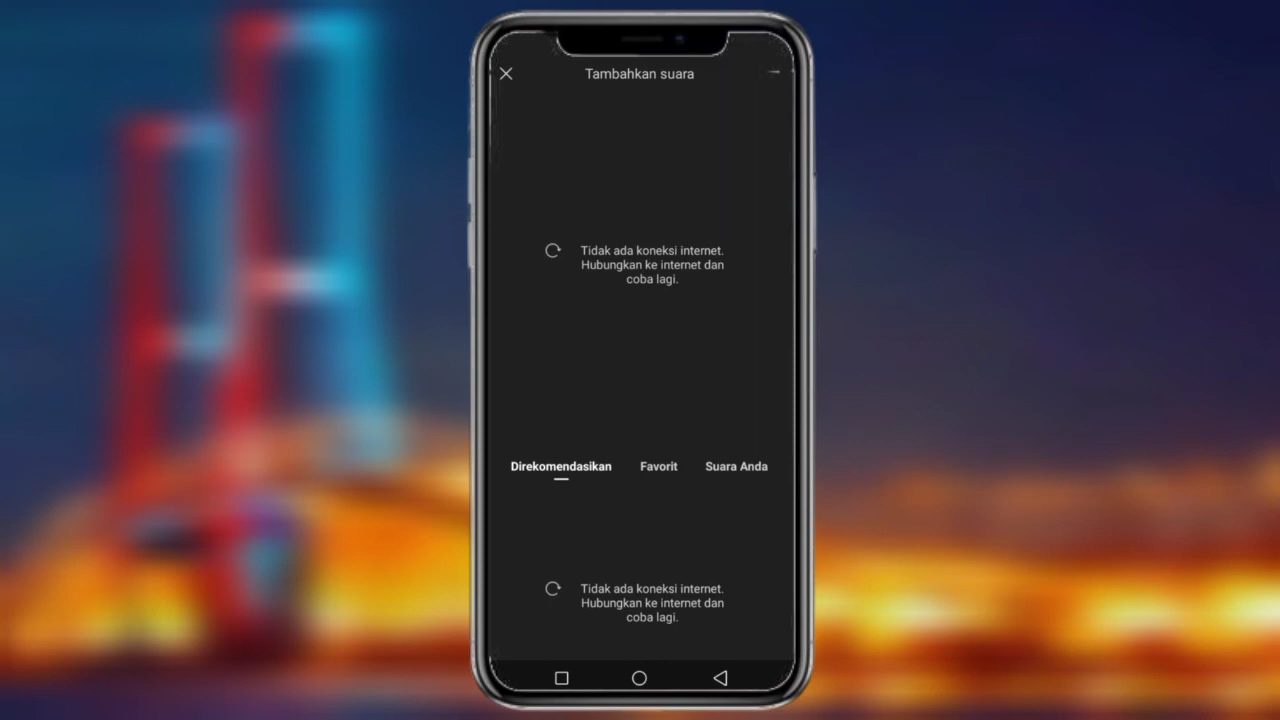 Tambahkan suara
Tidak ada koneksi internet.
Hubungkan ke internet dan
coba lagi.
Direkomendasikan Favorit Suara Anda
Tidak ada koneksi internet.
Hubungkan ke internet dan
coba lagi.